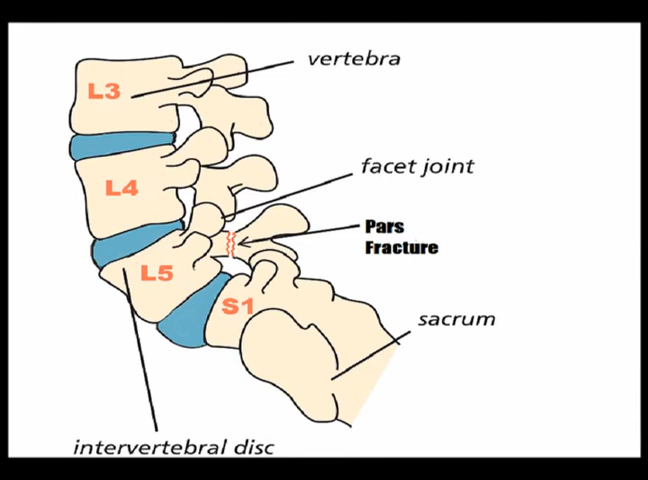 vertebra
L3
facet joint
L4
Pars
Fracture
L5
S1
sacrum
intervertebral disc